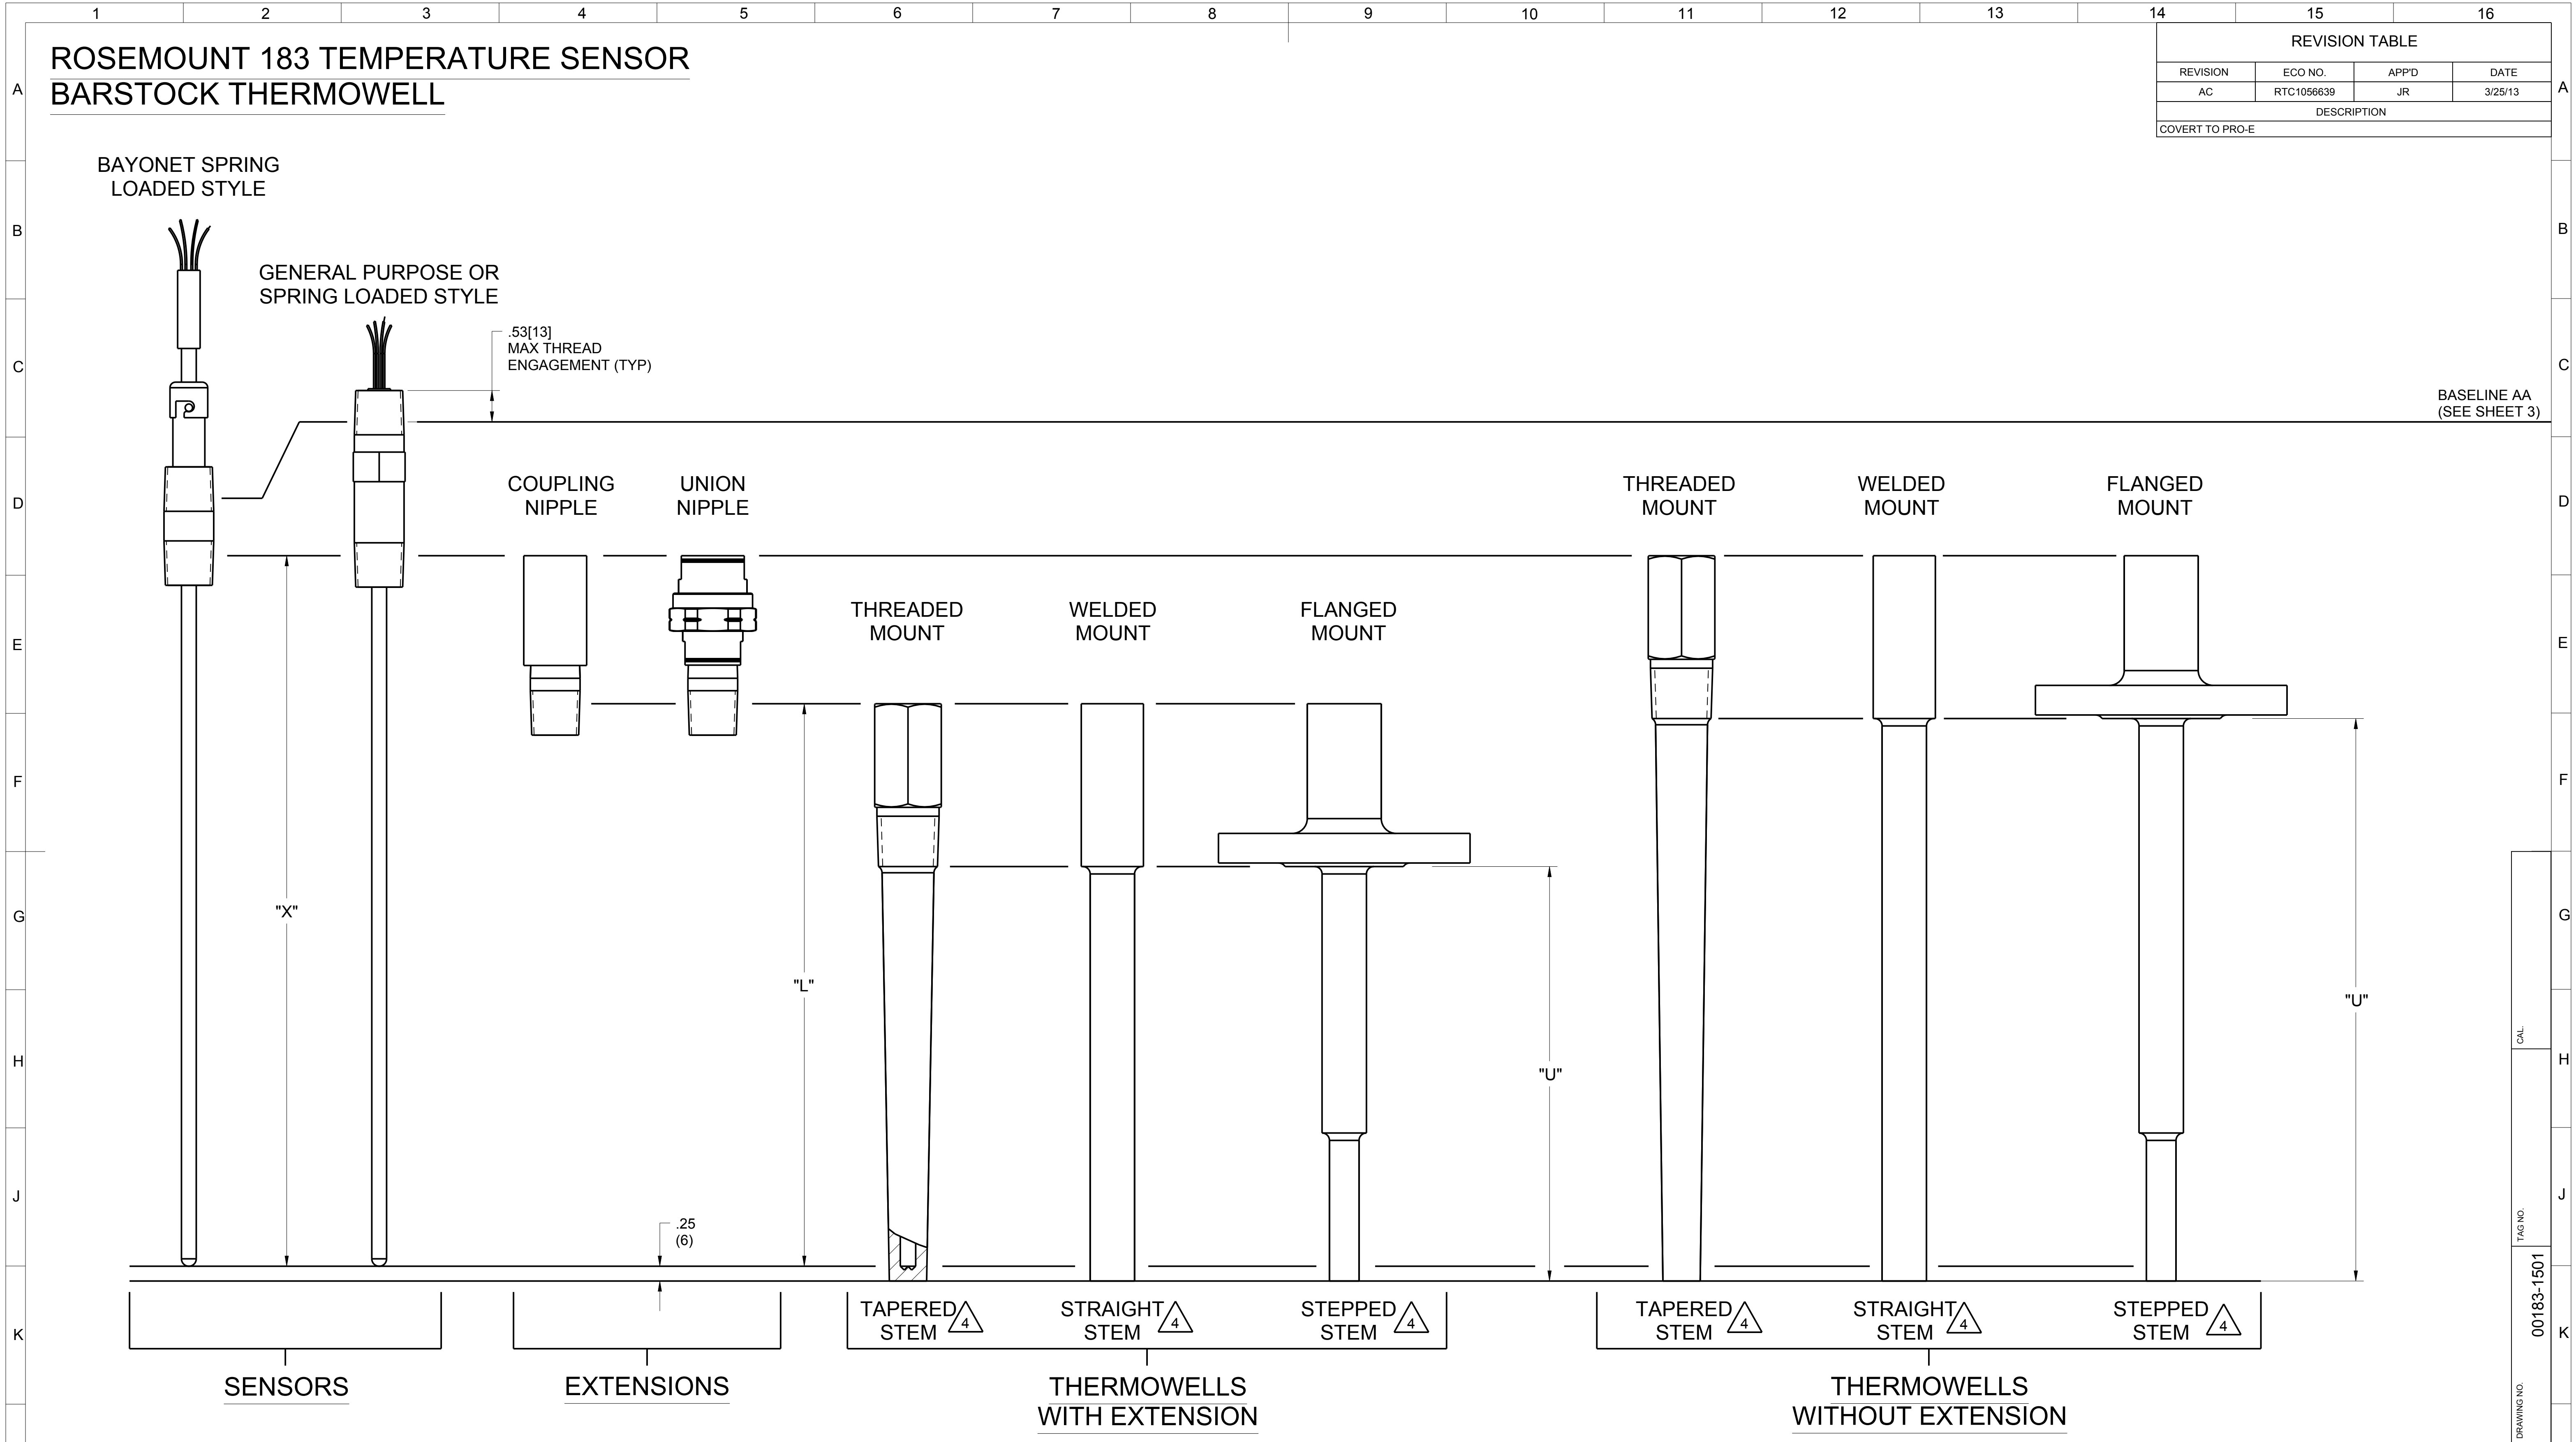 1 2 3 4 5 6 7 8 9 10 11 12 13 14 15 16
ROSEMOUNT 183 TEMPERATURE SENSOR
BARSTOCK THERMOWELL
REVISION TABLE
REVISION ECO NO. APP'D DATE
AC RTC1056639 JR 3/25/13
DESCRIPTION
COVERT TO PRO-E
A A
BAYONET SPRING
LOADED STYLE
B B
GENERAL PURPOSE OR
SPRING LOADED STYLE
.53[13]
MAX THREAD
ENGAGEMENT (TYP)
C C
BASELINE AA
(SEE SHEET 3)
COUPLING
NIPPLE
UNION
NIPPLE
THREADED
MOUNT
WELDED
MOUNT
FLANGED
MOUNT
D D
THREADED
MOUNT
WELDED
MOUNT
FLANGED
MOUNT
E E
F F
"X"
G G
"L"
"U"
"U"
H H
J J
.25
(6)
TAPERED
STEM 4
STRAIGHT
STEM 4
STEPPED
STEM 4
TAPERED
STEM 4
STRAIGHT
STEM 4
STEPPED
STEM 4
K K
SENSORS
EXTENSIONS
THERMOWELLS
WITH EXTENSION
THERMOWELLS
WITHOUT EXTENSION
CAL.
TAG NO.
00183-1501
DRAWING NO.